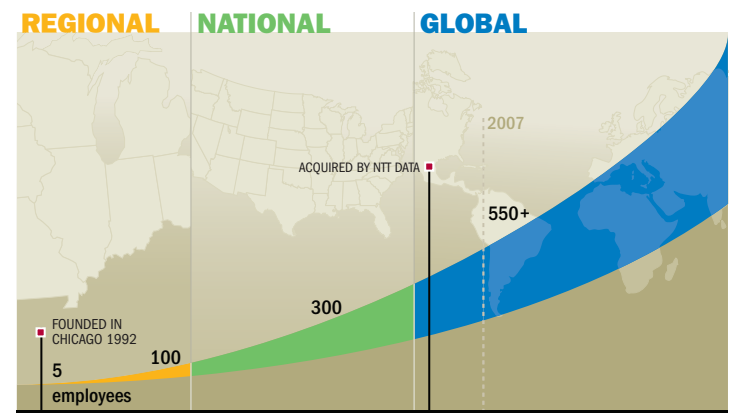 REGIONAL
NATIONAL
GLOBAL
2007
ACQUIRED BY NTT DATA
550+
300
FOUNDED IN
CHICAGO 1992
100
5
employees